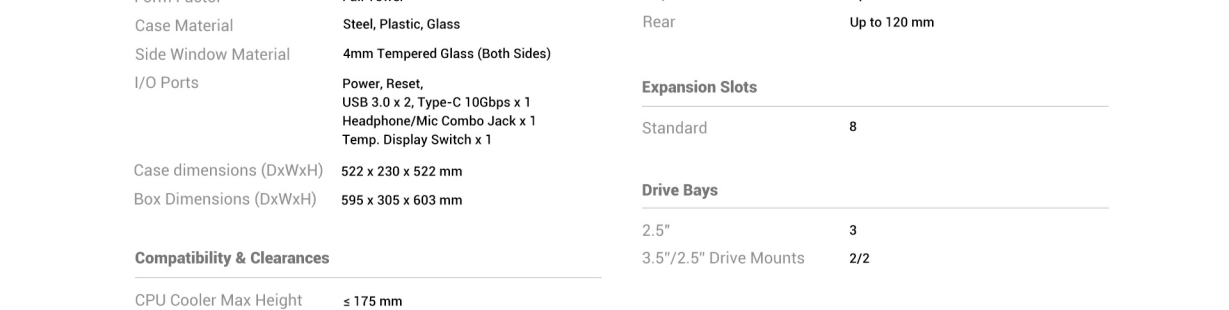 Case Material Steel, Plastic, Glass
Side Window Material 4mm Tempered Glass (Both Sides)
I/O Ports Power, Reset,
USB 3.0 x 2, Type-C 10Gbps x 1
Headphone/Mic Combo Jack x 1
Temp. Display Switch x 1
Case dimensions (DxWxH) 522 x 230 x 522 mm
Box Dimensions (DxWxH) 595 x 305 x 603 mm
Compatibility & Clearances
CPU Cooler Max Height ≤ 175 mm
Rear Up to 120 mm
Expansion Slots
Standard 8
Drive Bays
2.5" 3
3.5"/2.5" Drive Mounts 2/2